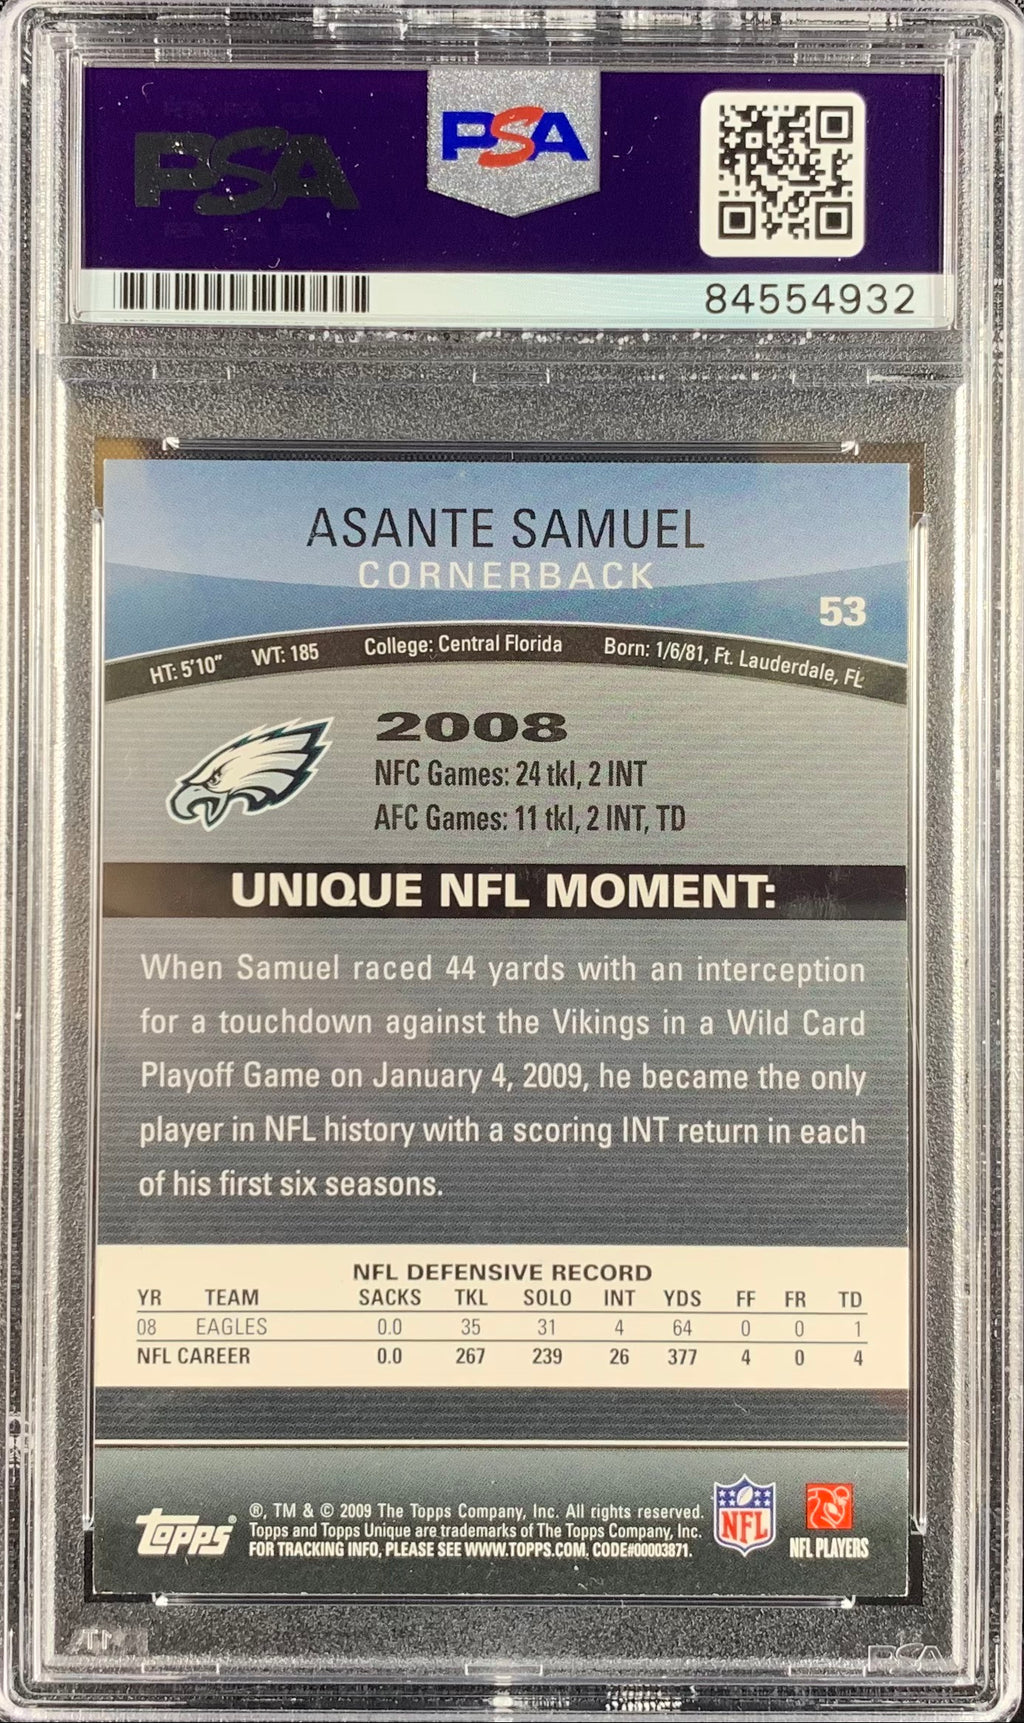 PSA
PSA
84554932
ASANTE SAMUEL
CORNERBACK
53
HT: 5'10" WT: 185 College: Central Florida Born: 1/6/81, Ft. Lauderdale, FL
2008
NFC Games: 24 tkl, 2 INT
AFC Games: 11 tkl, 2 INT, TD
UNIQUE NFL MOMENT:
When Samuel raced 44 yards with an interception
for a touchdown against the Vikings in a Wild Card
Playoff Game on January 4, 2009, he became the only
player in NFL history with a scoring INT return in each
of his first six seasons.
NFL DEFENSIVE RECORD
YR TEAM SACKS TKL SOLO INT YDS FF FR TD
08 EAGLES 0.0 35 31 4 64 0 0 1
NFL CAREER 0.0 267 239 26 377 4 0 4
Topps®
®, TM & © 2009 The Topps Company, Inc. All rights reserved.
Topps and Topps Unique are trademarks of The Topps Company, Inc.
FOR TRACKING INFO, PLEASE SEE WWW.TOPPS.COM. CODE#00003871.
NFL
NFL PLAYERS
PSA